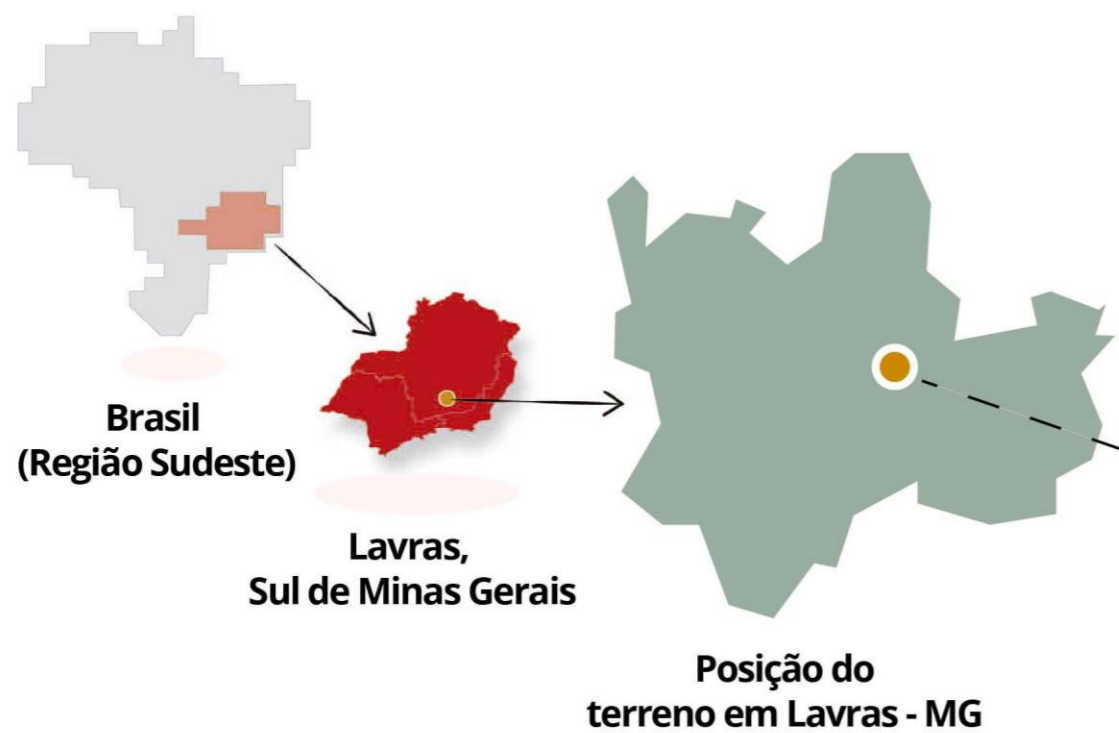 Brasil
(Região Sudeste)
Lavras,
Sul de Minas Gerais
Posição do
terreno em Lavras - MG